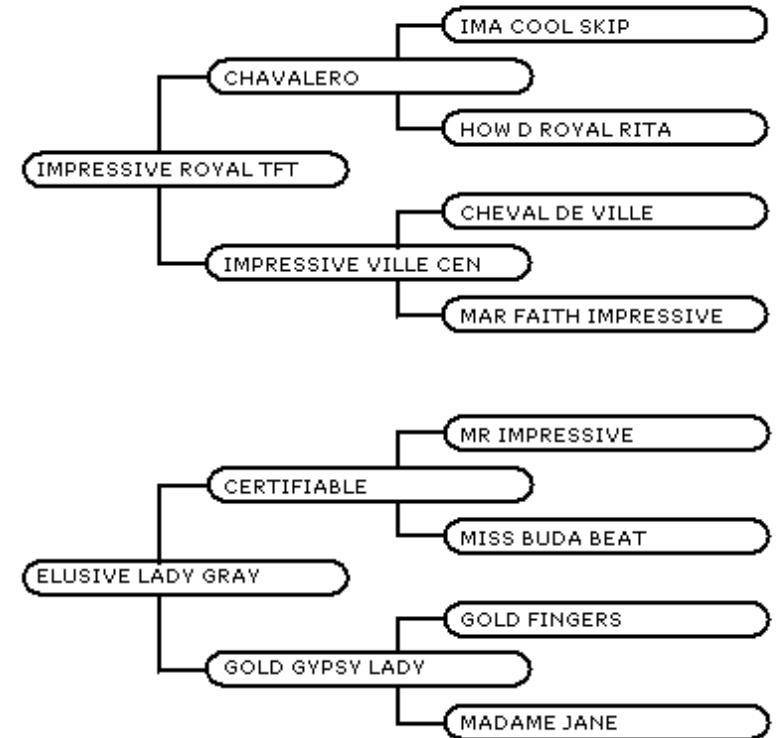 IMA COOL SKIP
CHAVALERO
HOW D ROYAL RITA
IMPRESSIVE ROYAL TFT
CHEVAL DE VILLE
IMPRESSIVE VILLE CEN
MAR FAITH IMPRESSIVE
MR IMPRESSIVE
CERTIFIABLE
MISS BUDA BEAT
ELUSIVE LADY GRAY
GOLD FINGERS
GOLD GYPSY LADY
MADAME JANE